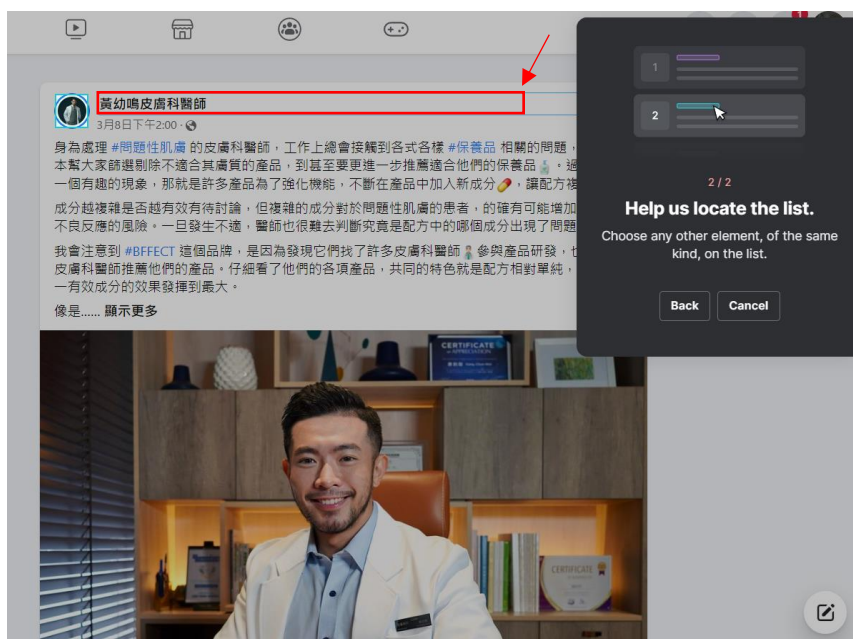 1
2
2 / 2
Help us locate the list.
Choose any other element, of the same
kind, on the list.
Back
Cancel
黃幼鳴皮膚科醫師
3月8日下午2:00 ·
身為處理 #問題性肌膚 的皮膚科醫師，工作上總會接觸到各式各樣 #保養品 相關的問題，
本幫大家篩選剔除不適合其膚質的產品，到甚至要更進一步推薦適合他們的保養品。過
一個有趣的現象，那就是許多產品為了強化機能，不斷在產品中加入新成分，讓配方複
成分越複雜是否越有效有待討論，但複雜的成分對於問題性肌膚的患者，的確有可能增加
不良反應的風險。一旦發生不適，醫師也很難去判斷究竟是配方中的哪個成分出現了問題
我會注意到 #BFFECT 這個品牌，是因為發現它們找了許多皮膚科醫師參與產品研發，也
皮膚科醫師推薦他們的產品。仔細看了他們的各項產品，共同的特色就是配方相對單純，
一有效成分的效果發揮到最大。
像是...... 顯示更多
CERTIFICATE
CERTIFICATE